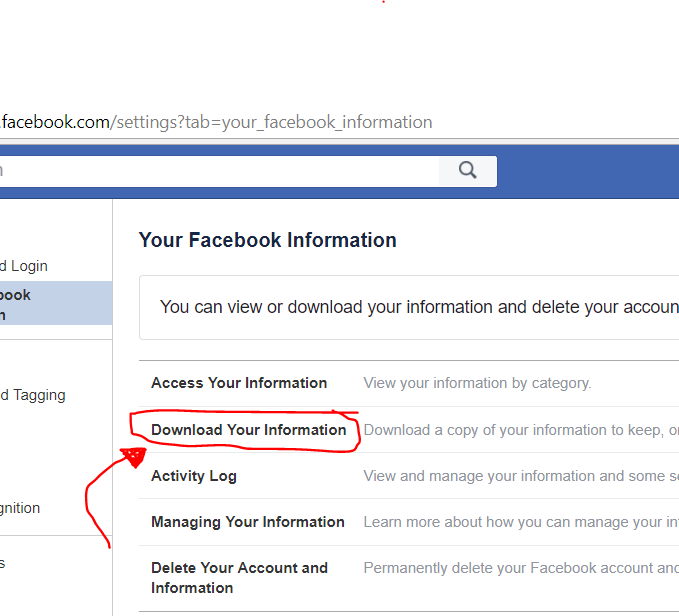 .facebook.com/settings?tab=your_facebook_information
Your Facebook Information
d Login
book
n
You can view or download your information and delete your accoun
Access Your Information View your information by category.
d Tagging
Download Your Information Download a copy of your information to keep, o
Activity Log View and manage your information and some se
gnition
Managing Your Information Learn more about how you can manage your in
s
Delete Your Account and Permanently delete your Facebook account and
Information